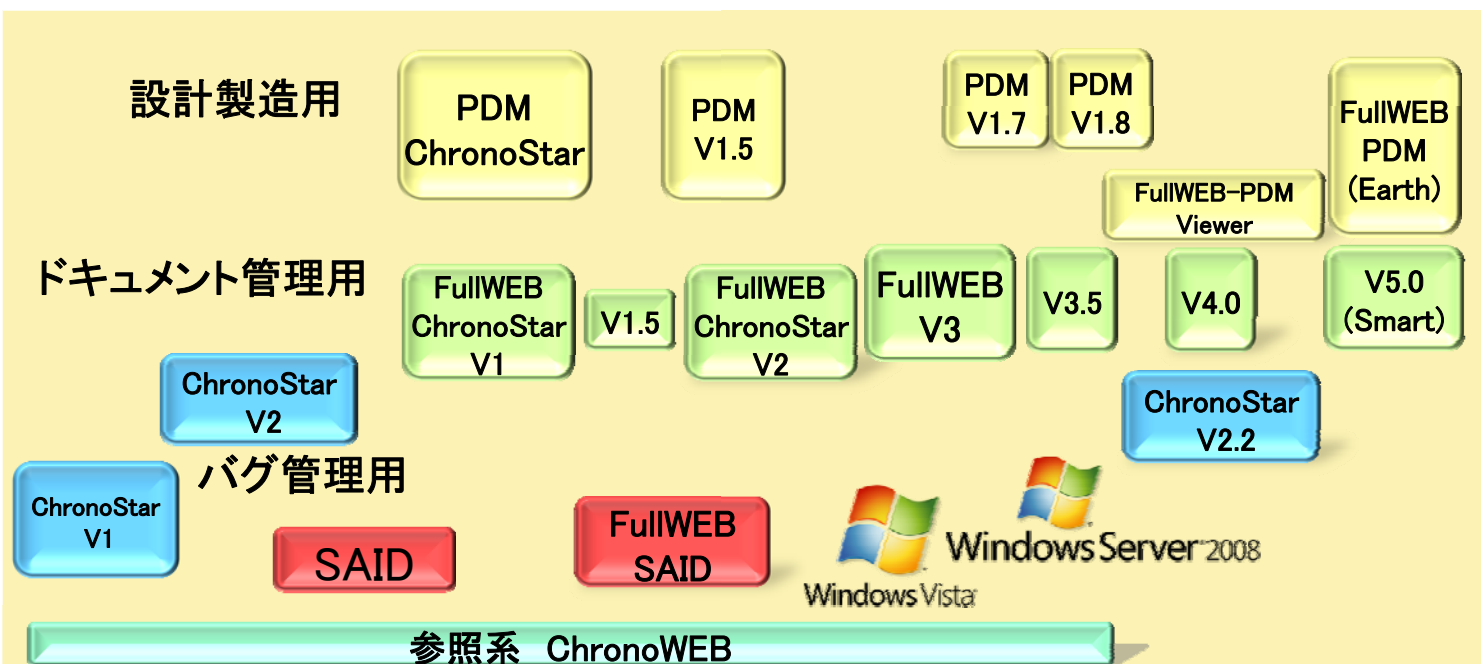 設計製造用
PDM
ChronoStar
PDM
V1.5
PDM
V1.7
PDM
V1.8
FullWEB
PDM
(Earth)
FullWEB-PDM
Viewer
ドキュメント管理用
FullWEB
ChronoStar
V1
V1.5
FullWEB
ChronoStar
V2
FullWEB
V3
V3.5
V4.0
V5.0
(Smart)
ChronoStar
V2
ChronoStar
V2.2
バグ管理用
ChronoStar
V1
SAID
FullWEB
SAID
Windows Vista
Windows Server 2008
参照系 ChronoWEB